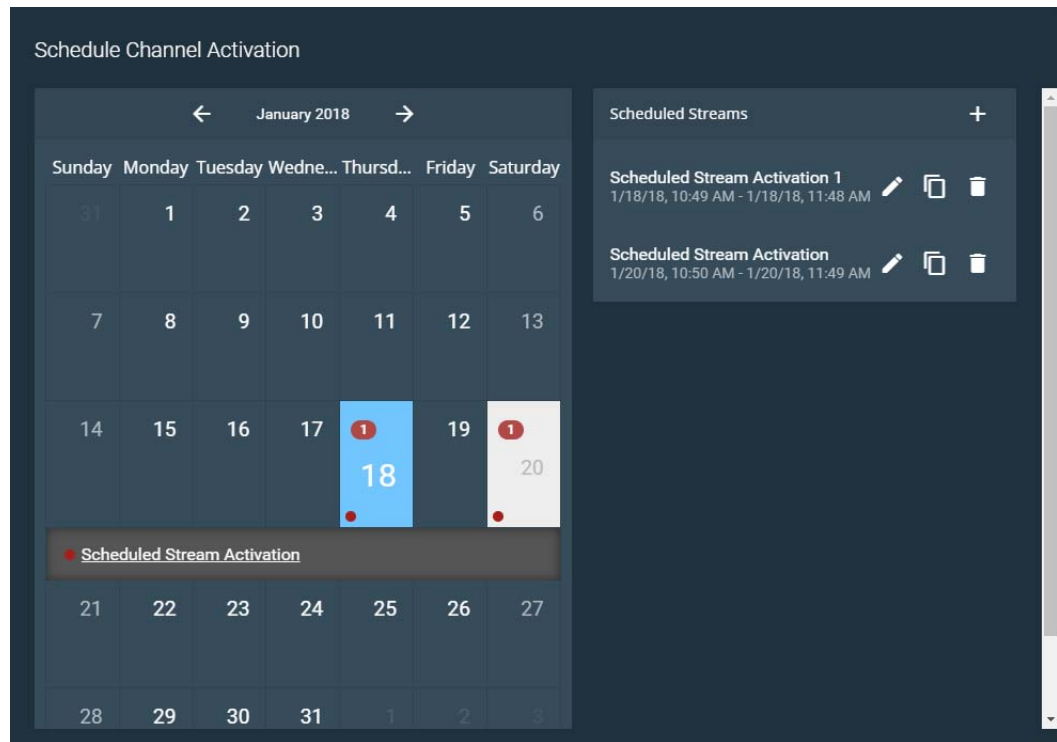 Schedule Channel Activation
January 2018
Sunday Monday Tuesday Wedne... Thursd... Friday Saturday
31 1 2 3 4 5 6
7 8 9 10 11 12 13
14 15 16 17 1 18 19 1 20
Scheduled Stream Activation
21 22 23 24 25 26 27
28 29 30 31 1 2 3
Scheduled Streams
Scheduled Stream Activation 1
1/18/18, 10:49 AM - 1/18/18, 11:48 AM
Scheduled Stream Activation
1/20/18, 10:50 AM - 1/20/18, 11:49 AM